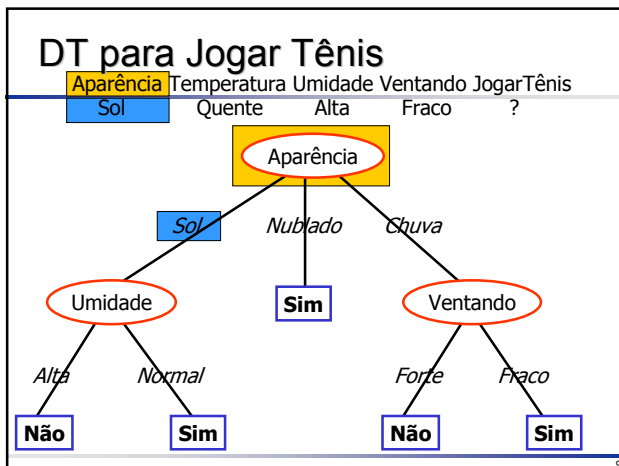 DT para Jogar Tênis
Aparência Temperatura Umidade Ventando JogarTênis
Sol Quente Alta Fraco ?
Aparência
Sol Nublado Chuva
Umidade Sim Ventando
Alta Normal Forte Fraco
Não Sim Não Sim